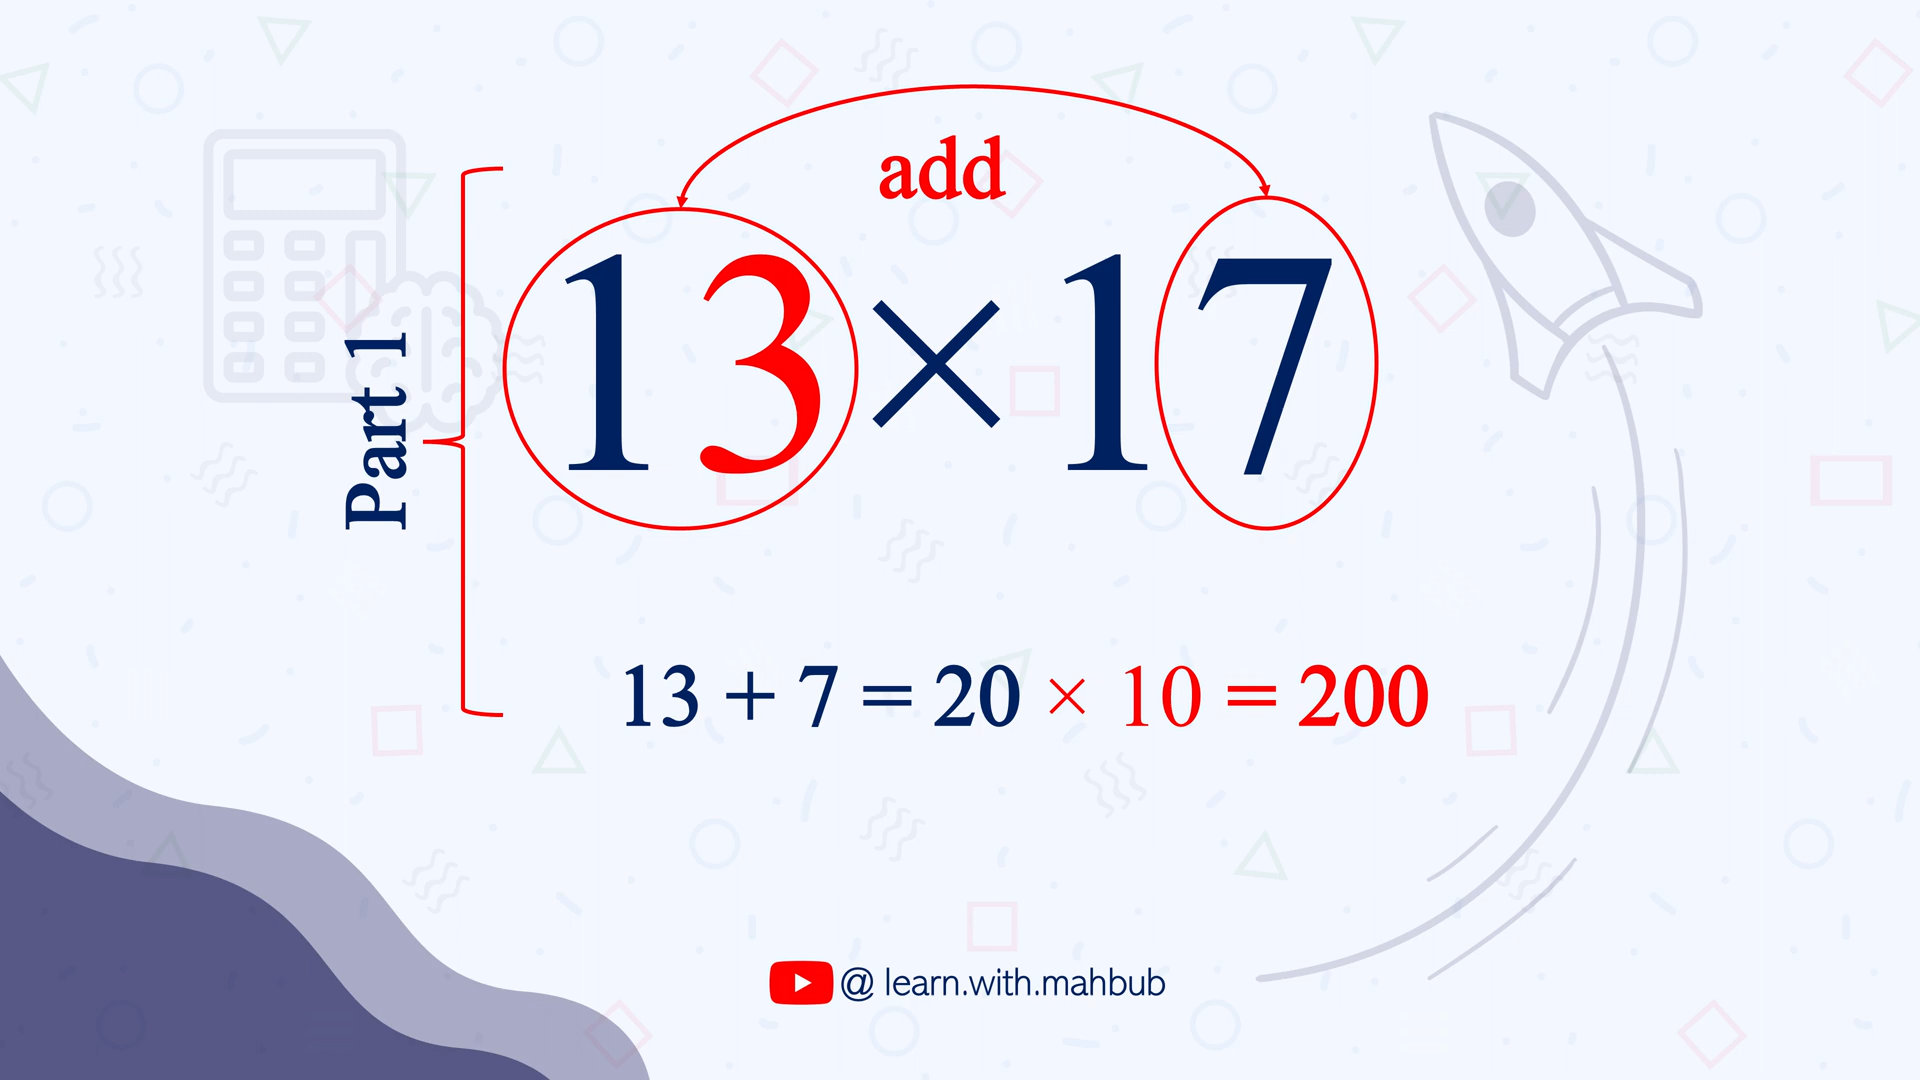 add
Part 1
13×17
13 + 7 = 20 × 10 = 200
@ learn.with.mahbub